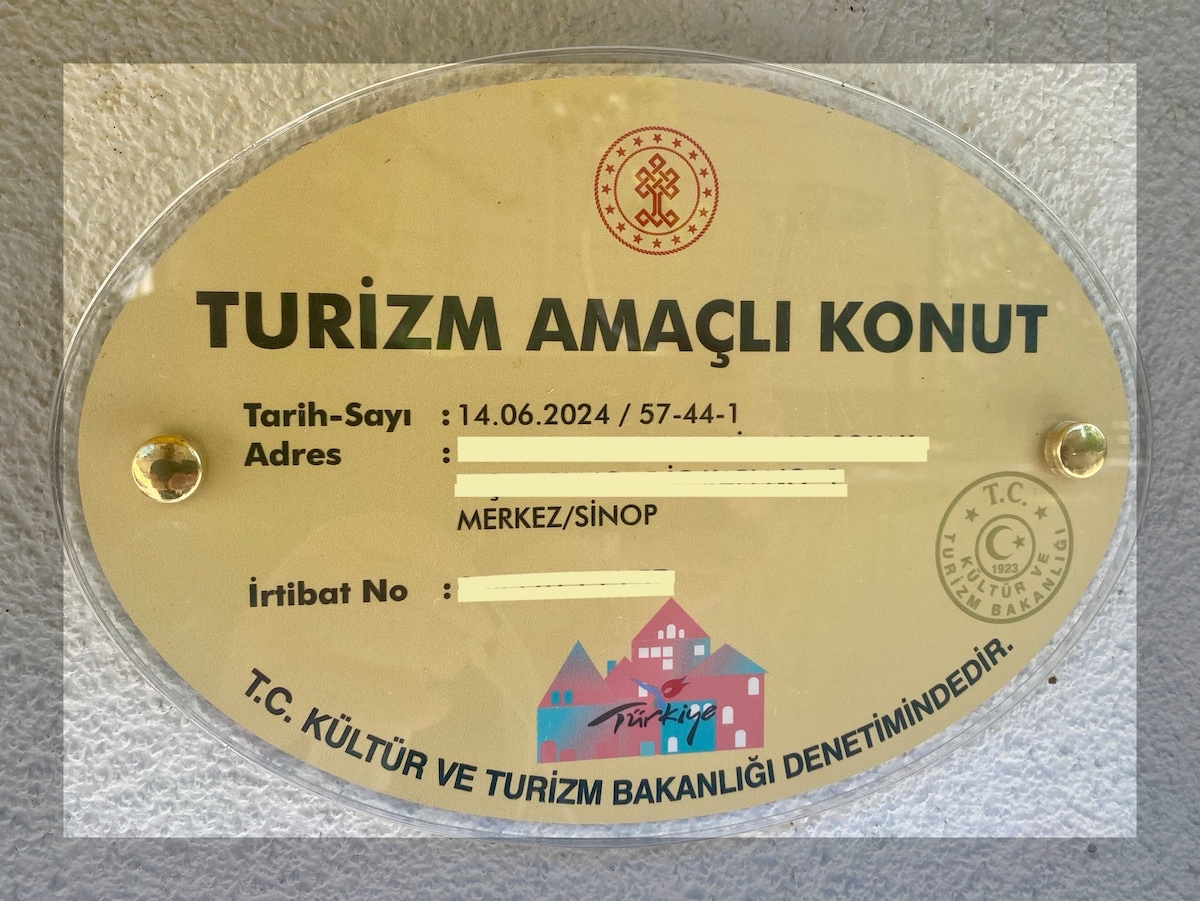 TURİZM AMAÇLI KONUT
Tarih-Sayı : 14.06.2024 / 57-44-1
Adres :
MERKEZ/SİNOP
İrtibat No :
T.C.
1923
KÜLTÜR VE
TURİZM BAKANLIĞI
Türkiye
T.C. KÜLTÜR VE TURİZM BAKANLIĞI DENETİMİNDEDİR.